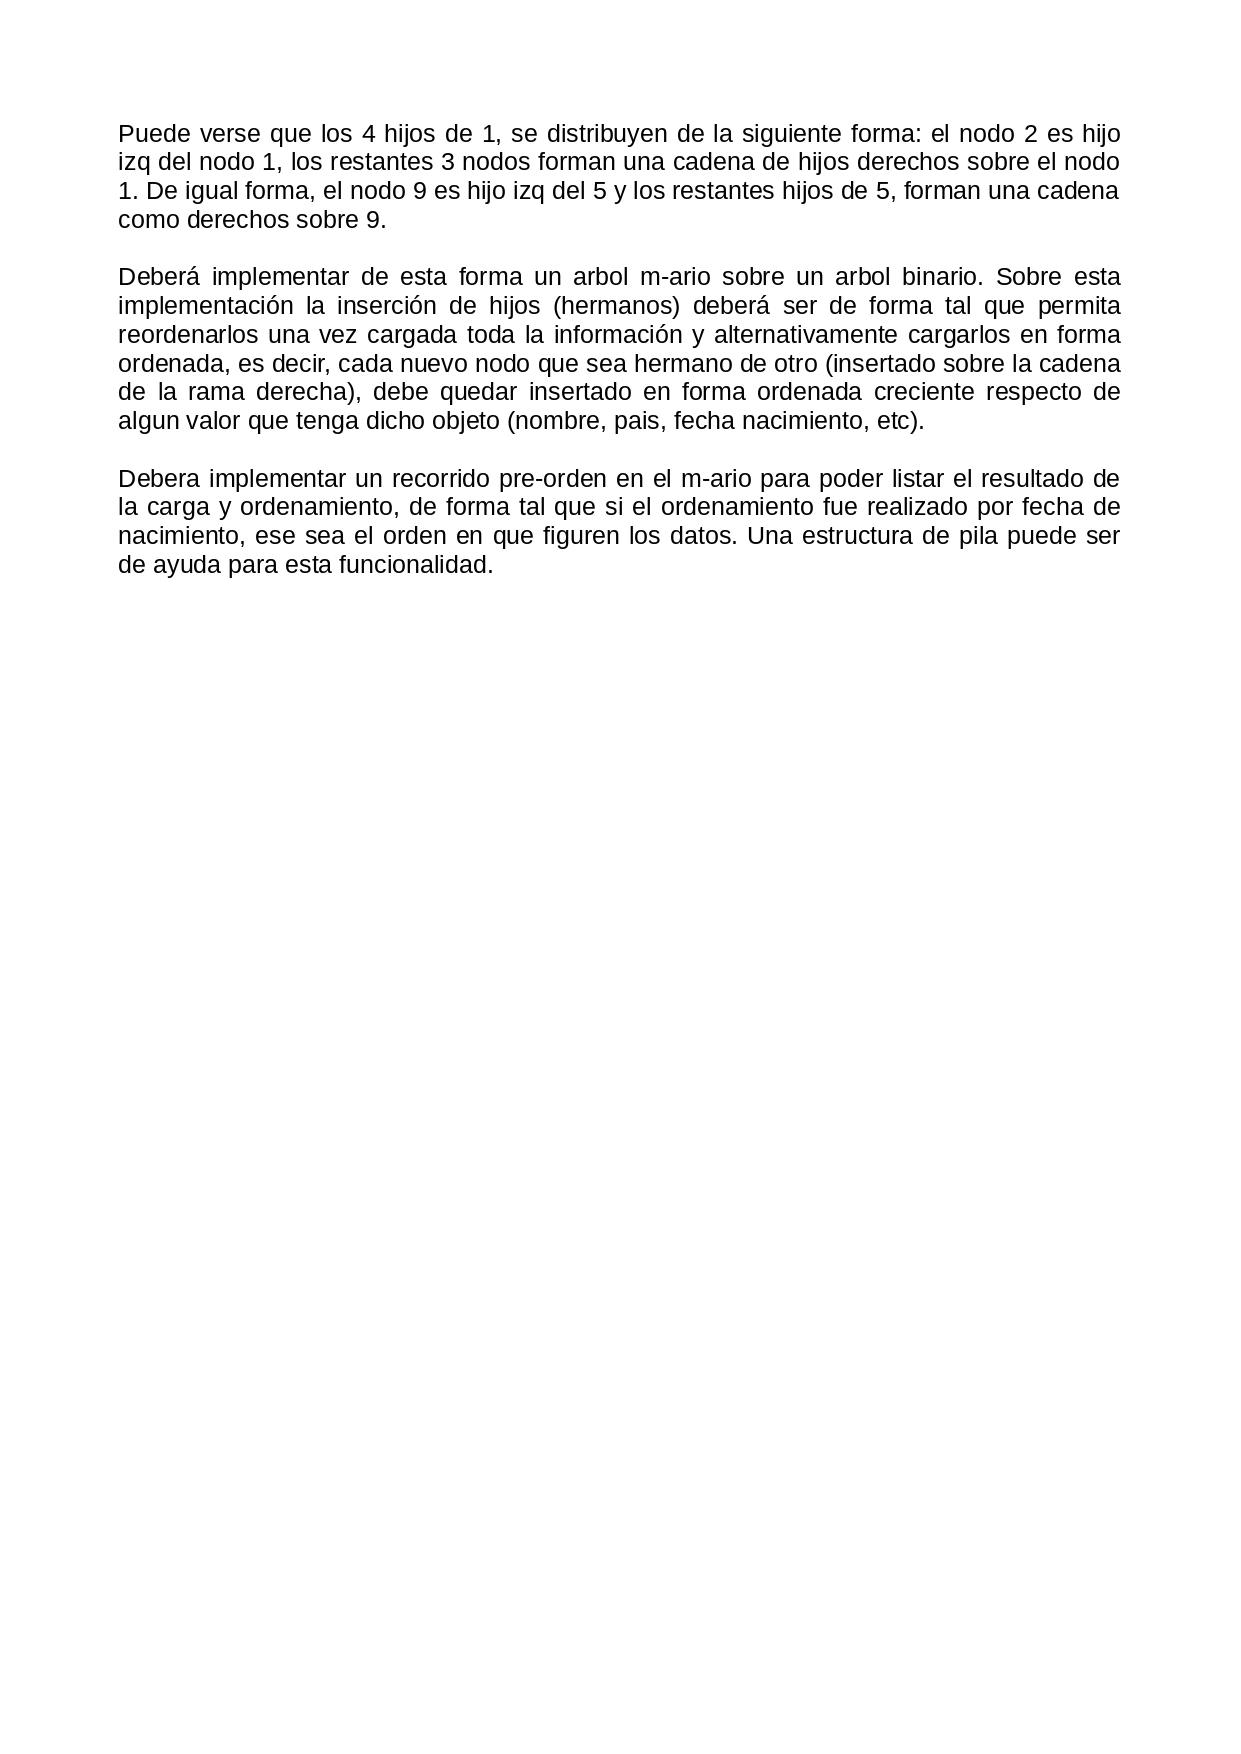 Puede verse que los 4 hijos de 1, se distribuyen de la siguiente forma: el nodo 2 es hijo
izq del nodo 1, los restantes 3 nodos forman una cadena de hijos derechos sobre el nodo
1. De igual forma, el nodo 9 es hijo izq del 5 y los restantes hijos de 5, forman una cadena
como derechos sobre 9.
Deberá implementar de esta forma un arbol m-ario sobre un arbol binario. Sobre esta
implementación la inserción de hijos (hermanos) deberá ser de forma tal que permita
reordenarlos una vez cargada toda la información y alternativamente cargarlos en forma
ordenada, es decir, cada nuevo nodo que sea hermano de otro (insertado sobre la cadena
de la rama derecha), debe quedar insertado en forma ordenada creciente respecto de
algun valor que tenga dicho objeto (nombre, pais, fecha nacimiento, etc).
Debera implementar un recorrido pre-orden en el m-ario para poder listar el resultado de
la carga y ordenamiento, de forma tal que si el ordenamiento fue realizado por fecha de
nacimiento, ese sea el orden en que figuren los datos. Una estructura de pila puede ser
de ayuda para esta funcionalidad.